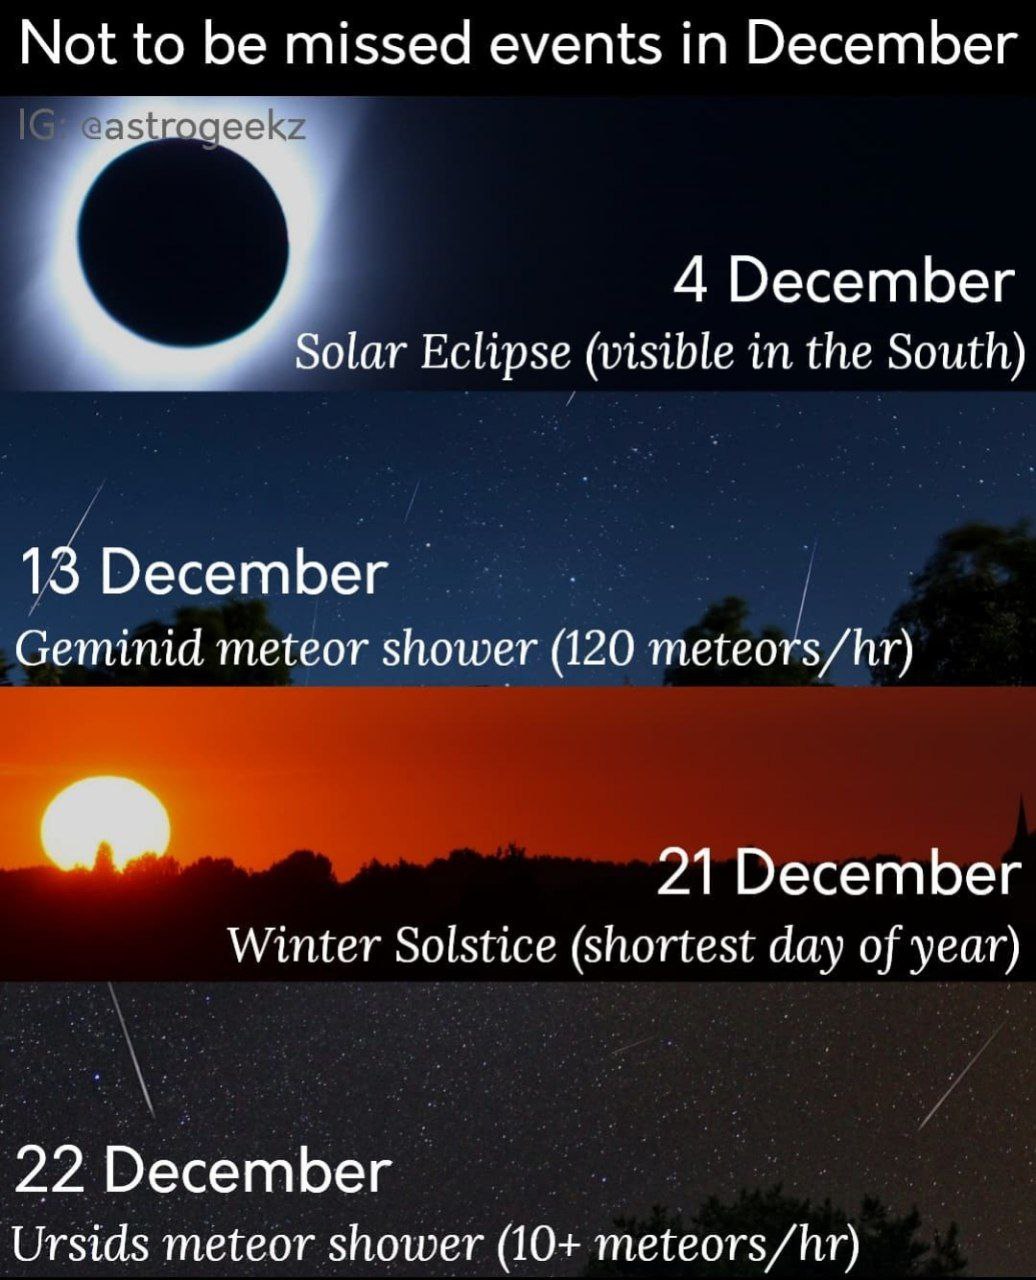 Not to be missed events in December
IG: @astrogeekz
4 December
Solar Eclipse (visible in the South)
13 December
Geminid meteor shower (120 meteors/hr)
21 December
Winter Solstice (shortest day of year)
22 December
Ursids meteor shower (10+ meteors/hr)